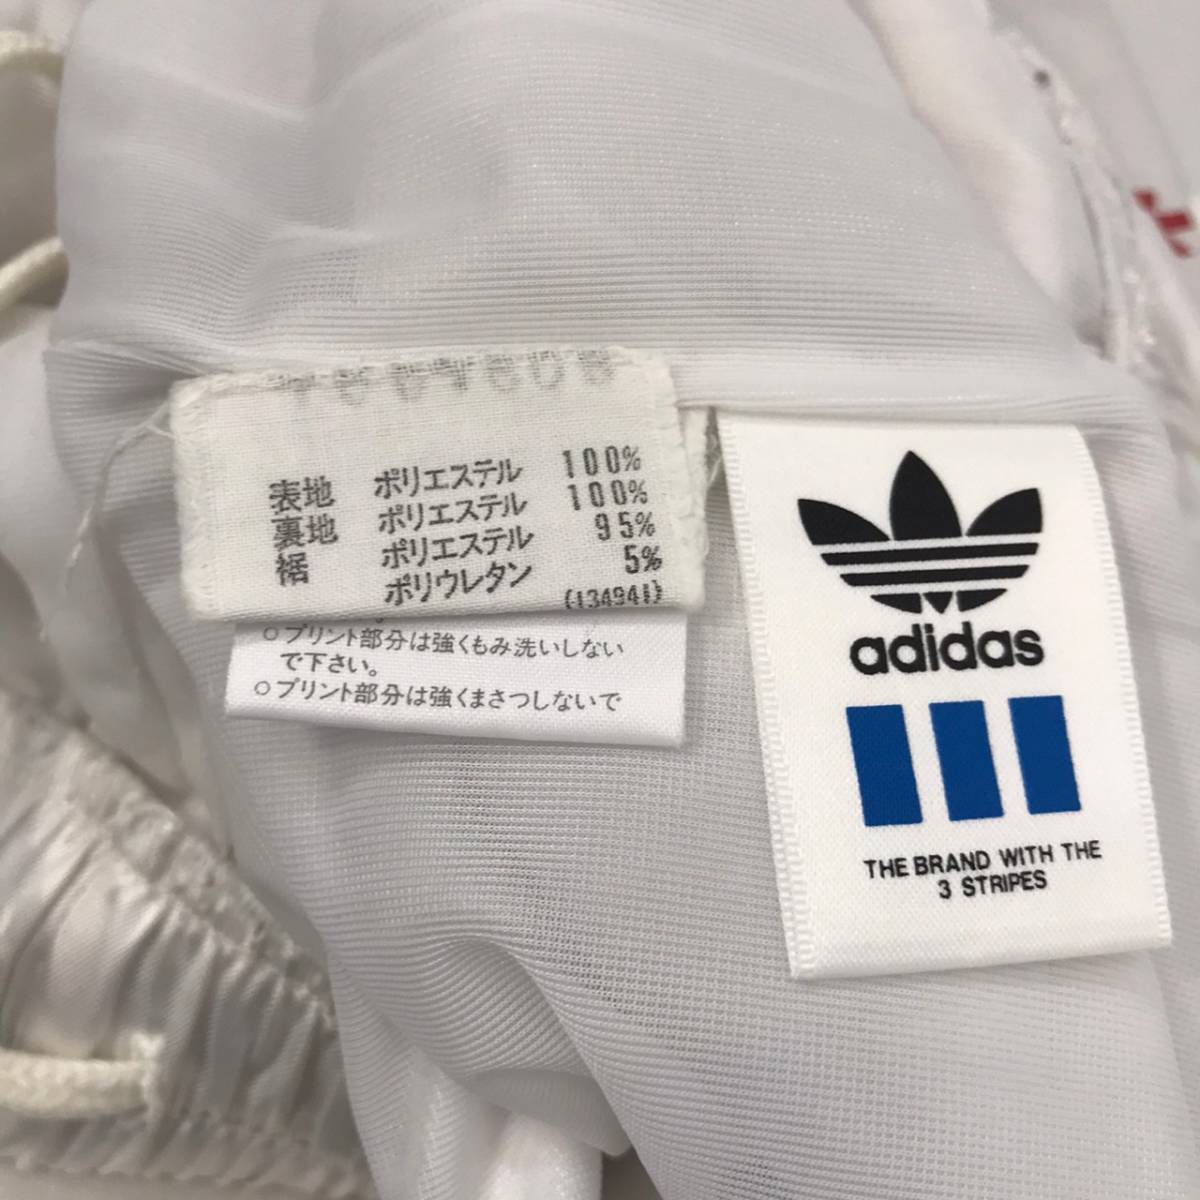 表地 ポリエステル 100%
裏地 ポリエステル 100%
裾 ポリエステル 95%
ポリウレタン 5%
(134941)
○プリント部分は強くもみ洗いしない
で下さい。
○プリント部分は強くまさつしないで
adidas
THE BRAND WITH THE
3 STRIPES